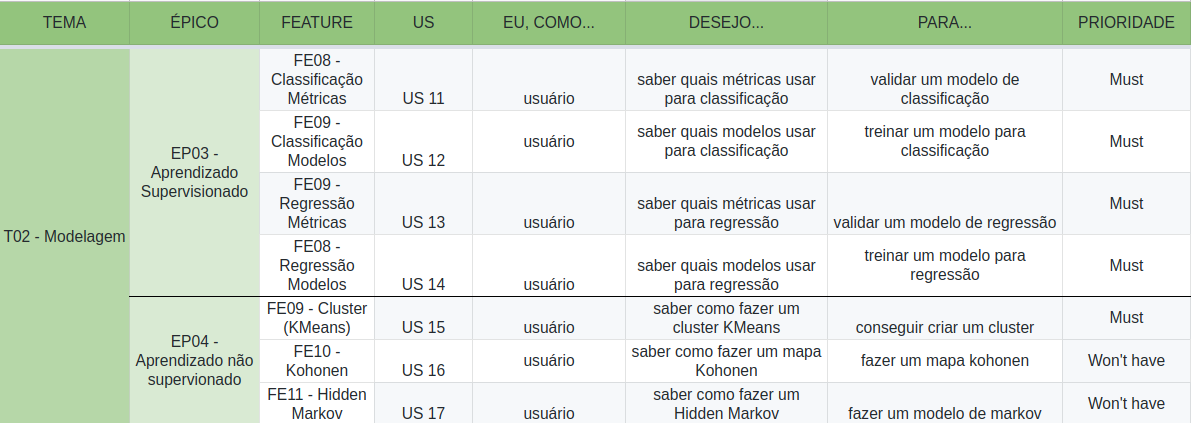 TEMA ÉPICO FEATURE US EU, COMO... DESEJO... PARA... PRIORIDADE
T02 - Modelagem
EP03 -
Aprendizado
Supervisionado
FE08 -
Classificação
Métricas
US 11
usuário
saber quais métricas usar
para classificação
validar um modelo de
classificação
Must
FE09 -
Classificação
Modelos
US 12
usuário
saber quais modelos usar
para classificação
treinar um modelo para
classificação
Must
FE09 -
Regressão
Métricas
US 13
usuário
saber quais métricas usar
para regressão
validar um modelo de regressão
Must
FE08 -
Regressão
Modelos
US 14
usuário
saber quais modelos usar
para regressão
treinar um modelo para
regressão
Must
EP04 -
Aprendizado não
supervionado
FE09 - Cluster
(KMeans)
US 15
usuário
saber como fazer um
cluster KMeans
conseguir criar um cluster
Must
FE10 -
Kohonen
US 16
usuário
saber como fazer um mapa
Kohonen
fazer um mapa kohonen
Won't have
FE11 - Hidden
Markov
US 17
usuário
saber como fazer um
Hidden Markov
fazer um modelo de markov
Won't have